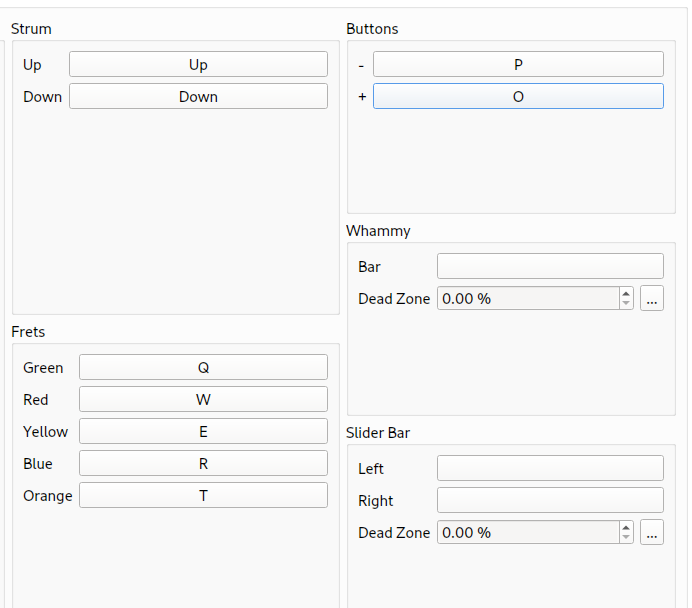 Strum
Up Up
Down Down
Frets
Green Q
Red W
Yellow E
Blue R
Orange T
Buttons
- P
+ O
Whammy
Bar
Dead Zone 0.00 % ...
Slider Bar
Left
Right
Dead Zone 0.00 % ...